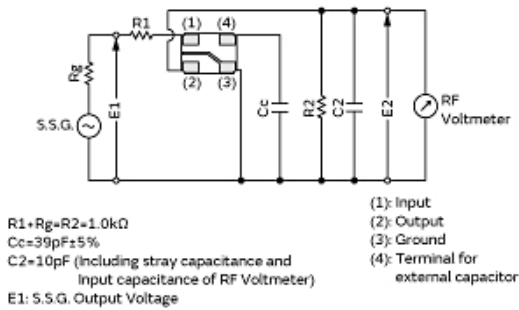 R1 (1) (4)
Rg
S.S.G.
E1
(2) (3)
Cc
R2
C2
E2
RF
Voltmeter
R1+Rg=R2=1.0kΩ
Cc=39pF±5%
C2=10pF (Including stray capacitance and
Input capacitance of RF Voltmeter)
E1: S.S.G. Output Voltage
(1): Input
(2): Output
(3): Ground
(4): Terminal for
external capacitor